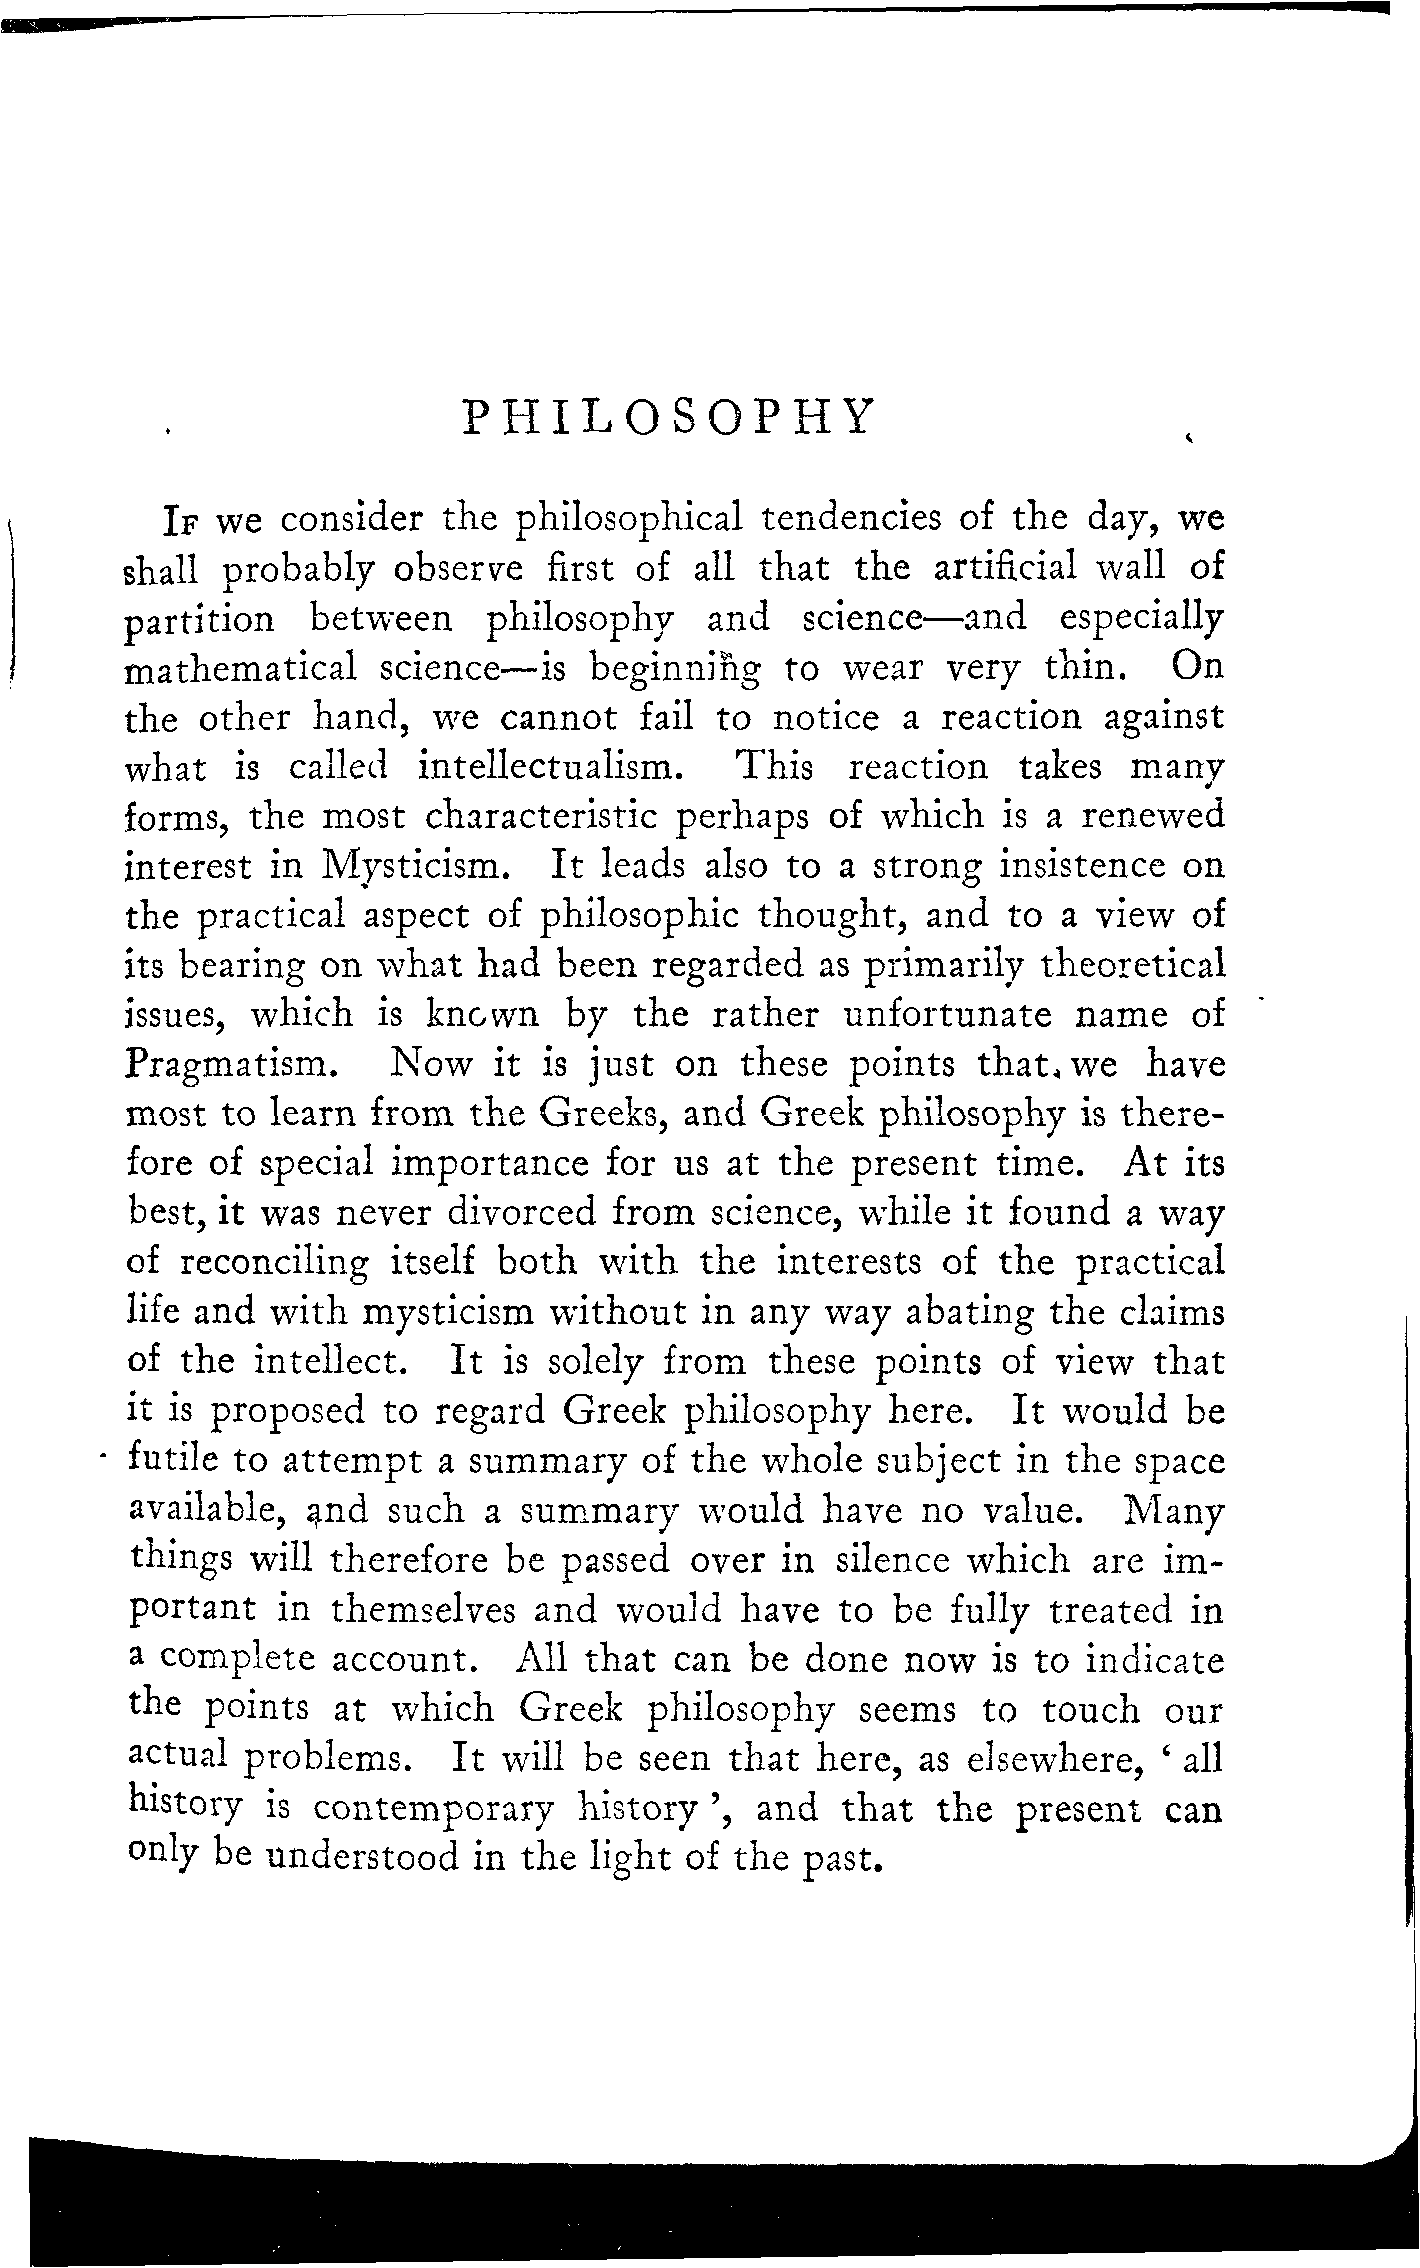 PHILOSOPHY
IF we consider the philosophical tendencies of the day, we
shall probably observe first of all that the artificial wall of
partition between philosophy and science—and especially
mathematical science—is beginning to wear very thin. On
the other hand, we cannot fail to notice a reaction against
what is called intellectualism. This reaction takes many
forms, the most characteristic perhaps of which is a renewed
interest in Mysticism. It leads also to a strong insistence on
the practical aspect of philosophic thought, and to a view of
its bearing on what had been regarded as primarily theoretical
issues, which is known by the rather unfortunate name of
Pragmatism. Now it is just on these points that we have
most to learn from the Greeks, and Greek philosophy is there-
fore of special importance for us at the present time. At its
best, it was never divorced from science, while it found a way
of reconciling itself both with the interests of the practical
life and with mysticism without in any way abating the claims
of the intellect. It is solely from these points of view that
it is proposed to regard Greek philosophy here. It would be
futile to attempt a summary of the whole subject in the space
available, and such a summary would have no value. Many
things will therefore be passed over in silence which are im-
portant in themselves and would have to be fully treated in
a complete account. All that can be done now is to indicate
the points at which Greek philosophy seems to touch our
actual problems. It will be seen that here, as elsewhere, ‘ all
history is contemporary history ’, and that the present can
only be understood in the light of the past.